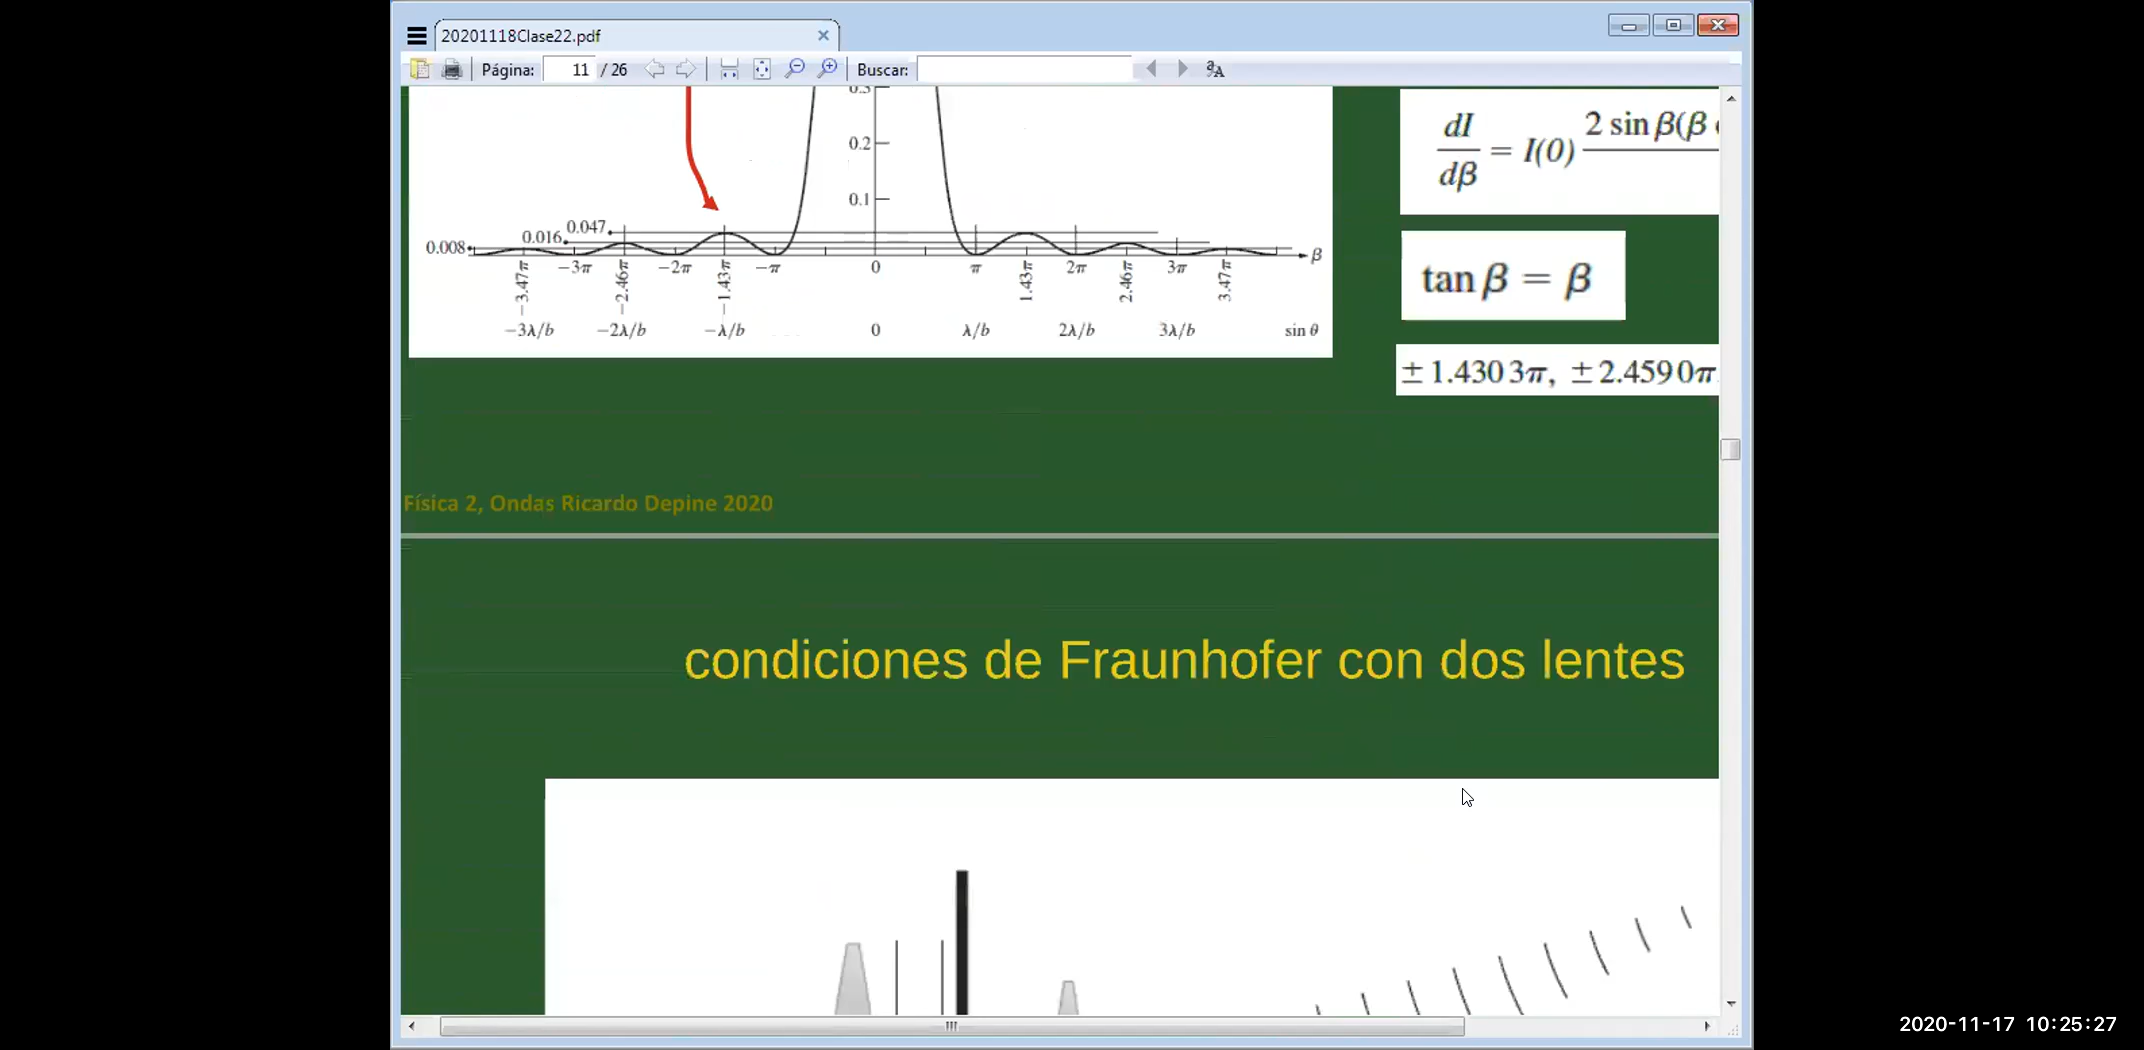 20201118Clase22.pdf
Página: 11 / 26 Buscar:
0.3
0.2
0.1
0.047
0.016
0.008
−3π −2π −π 0 π 2π 3π β
−3.47π −2.46π −1.43π 1.43π 2.46π 3.47π
−3λ/b −2λ/b −λ/b 0 λ/b 2λ/b 3λ/b sin θ
dI/dβ = I(0) 2 sin β(β
tan β = β
±1.4303π, ±2.4590π
Física 2, Ondas Ricardo Depine 2020
condiciones de Fraunhofer con dos lentes
2020-11-17 10:25:27